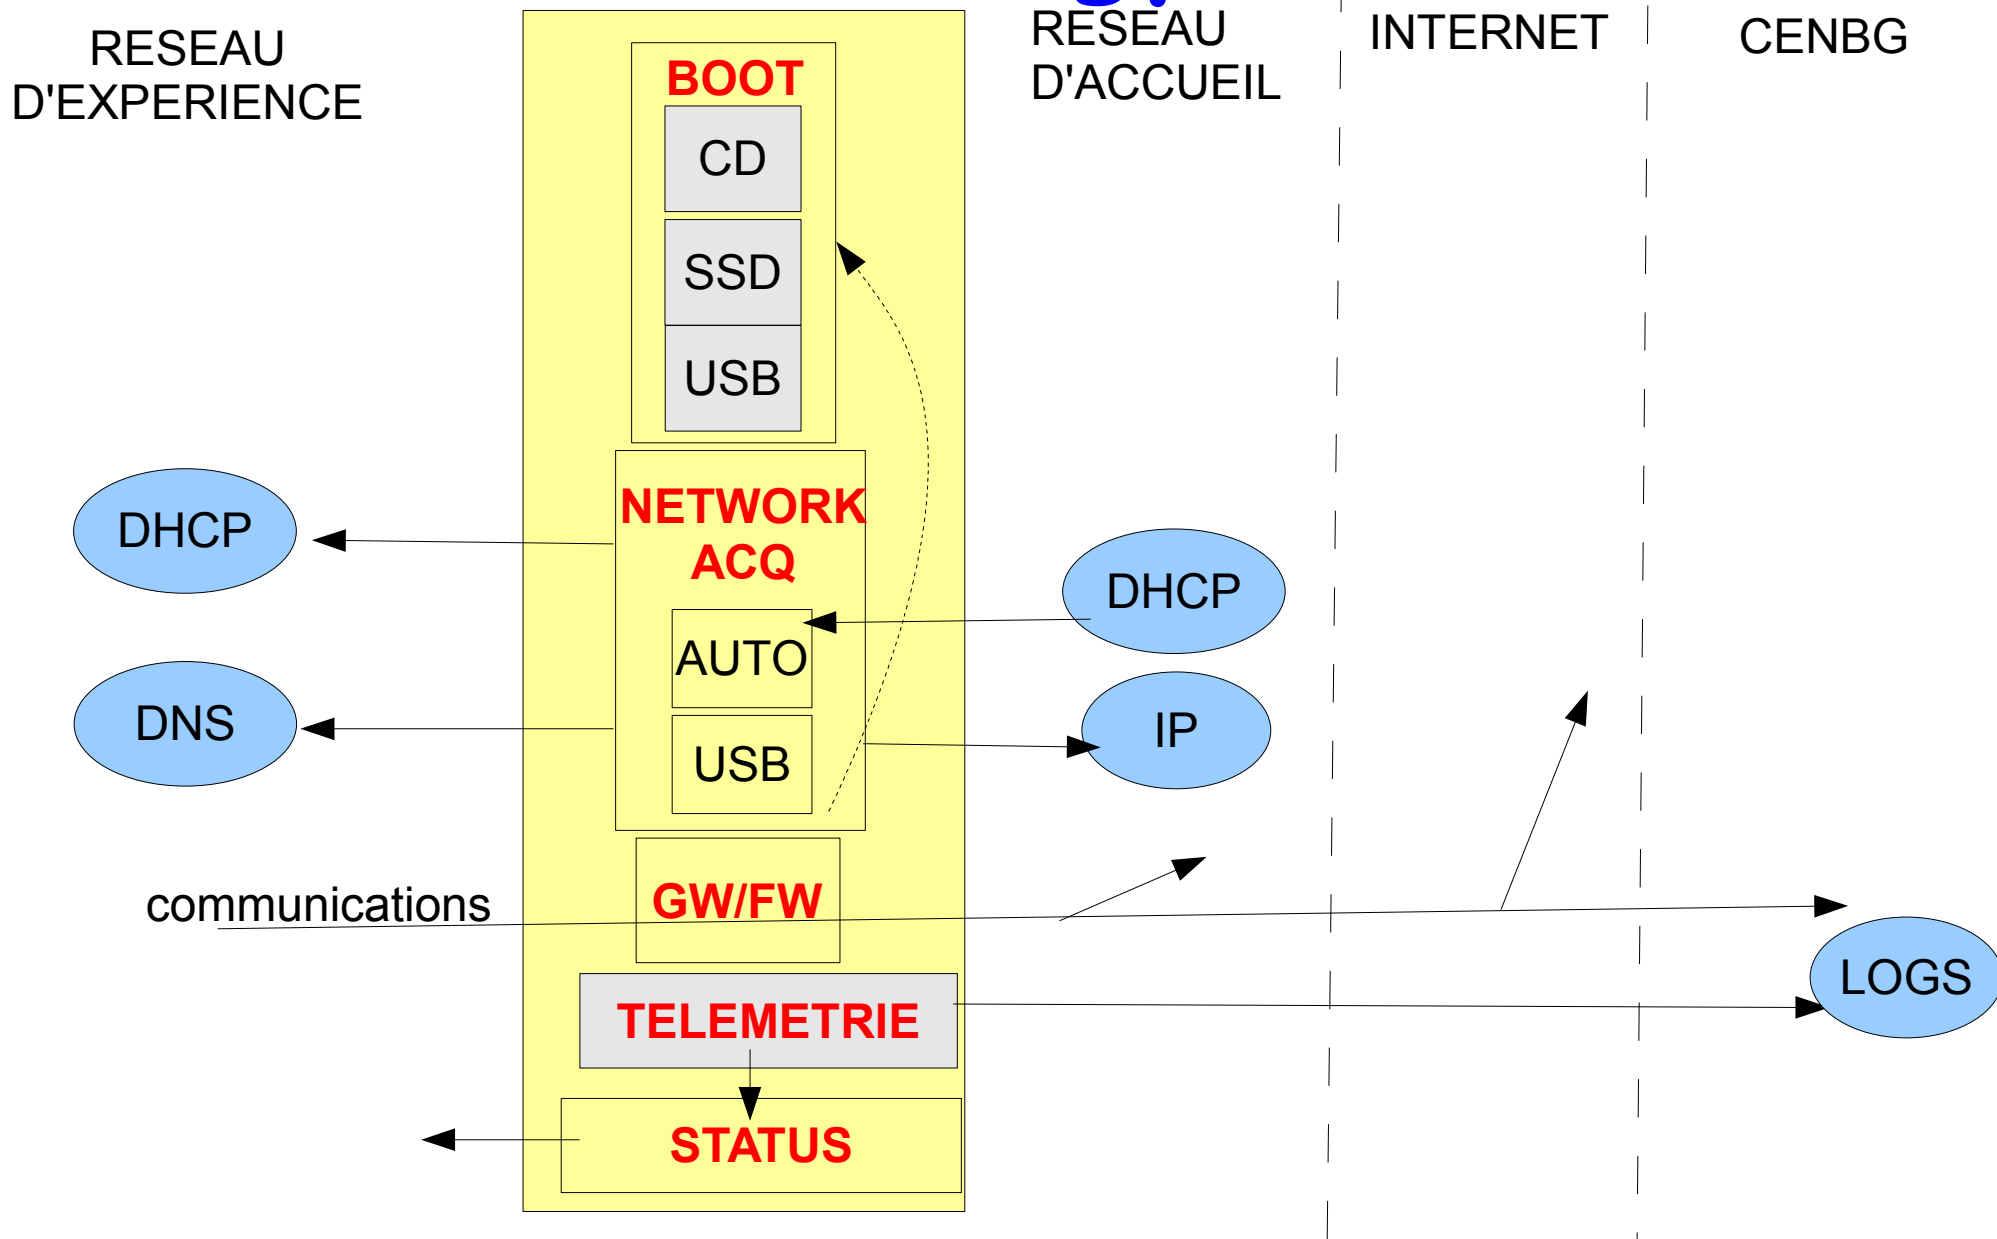 RESEAU
D'EXPERIENCE
RESEAU
D'ACCUEIL
INTERNET
CENBG
BOOT
CD
SSD
USB
NETWORK
ACQ
AUTO
USB
DHCP
DNS
DHCP
IP
communications
GW/FW
TELEMETRIE
LOGS
STATUS